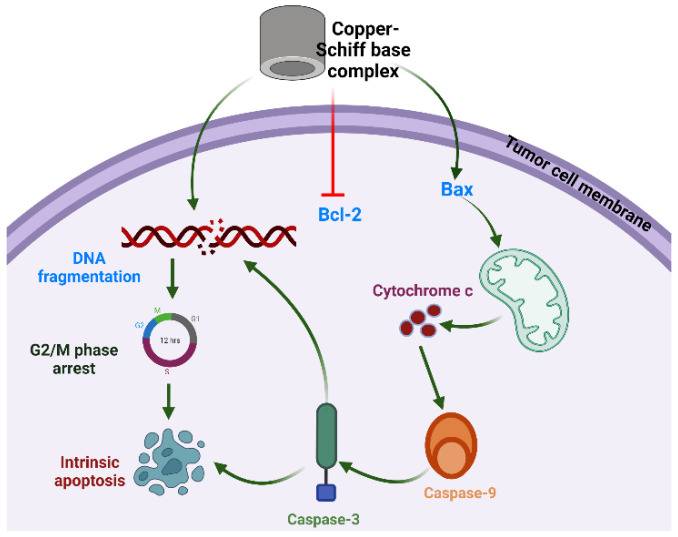 Copper-
Schiff base
complex
Tumor cell membrane
Bax
Bcl-2
DNA
fragmentation
Cytochrome c
M
G2
G1
12 hrs
S
G2/M phase
arrest
Intrinsic
apoptosis
Caspase-9
Caspase-3